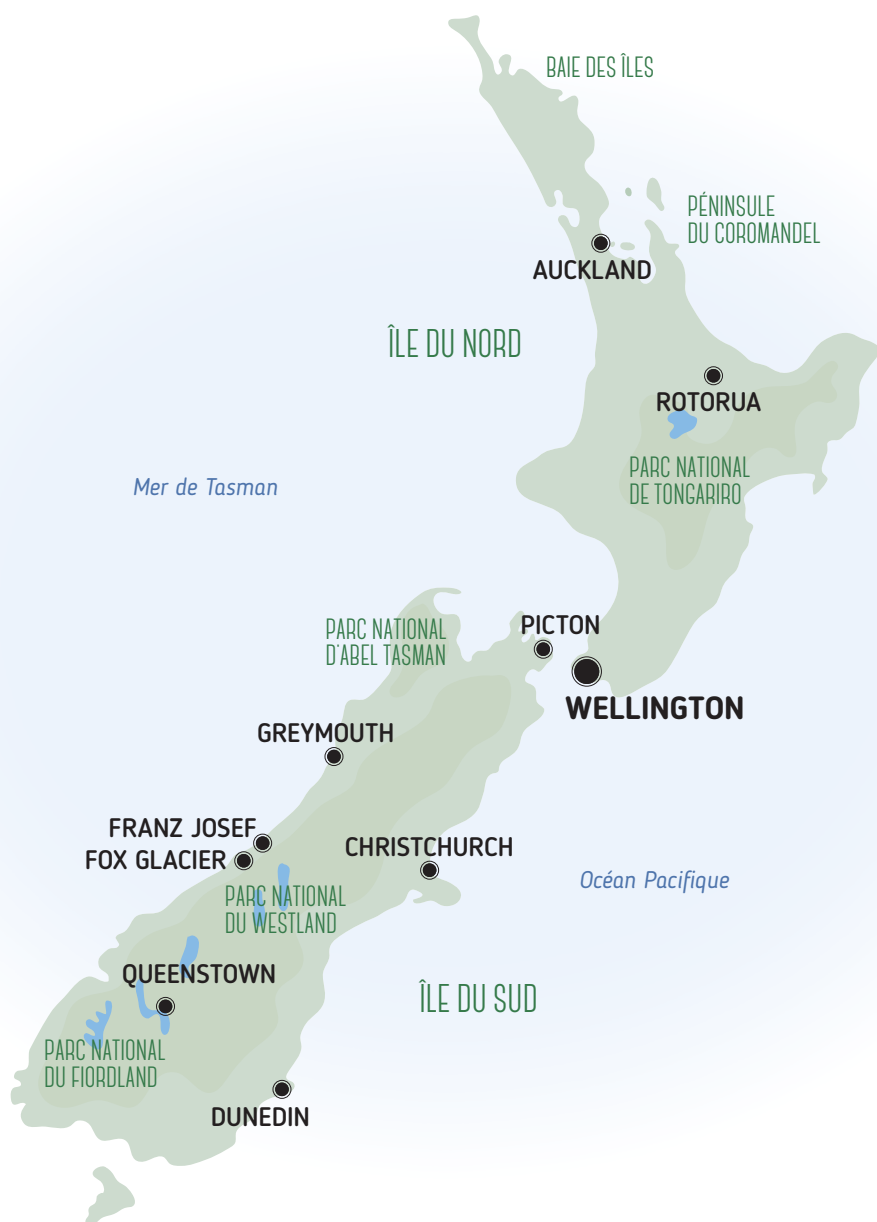 BAIE DES ÎLES
PÉNINSULE
DU COROMANDEL
AUCKLAND
ÎLE DU NORD
ROTORUA
PARC NATIONAL
DE TONGARIRO
Mer de Tasman
PICTON
PARC NATIONAL
D'ABEL TASMAN
WELLINGTON
GREYMOUTH
FRANZ JOSEF
FOX GLACIER
CHRISTCHURCH
Océan Pacifique
PARC NATIONAL
DU WESTLAND
QUEENSTOWN
ÎLE DU SUD
PARC NATIONAL
DU FIORDLAND
DUNEDIN